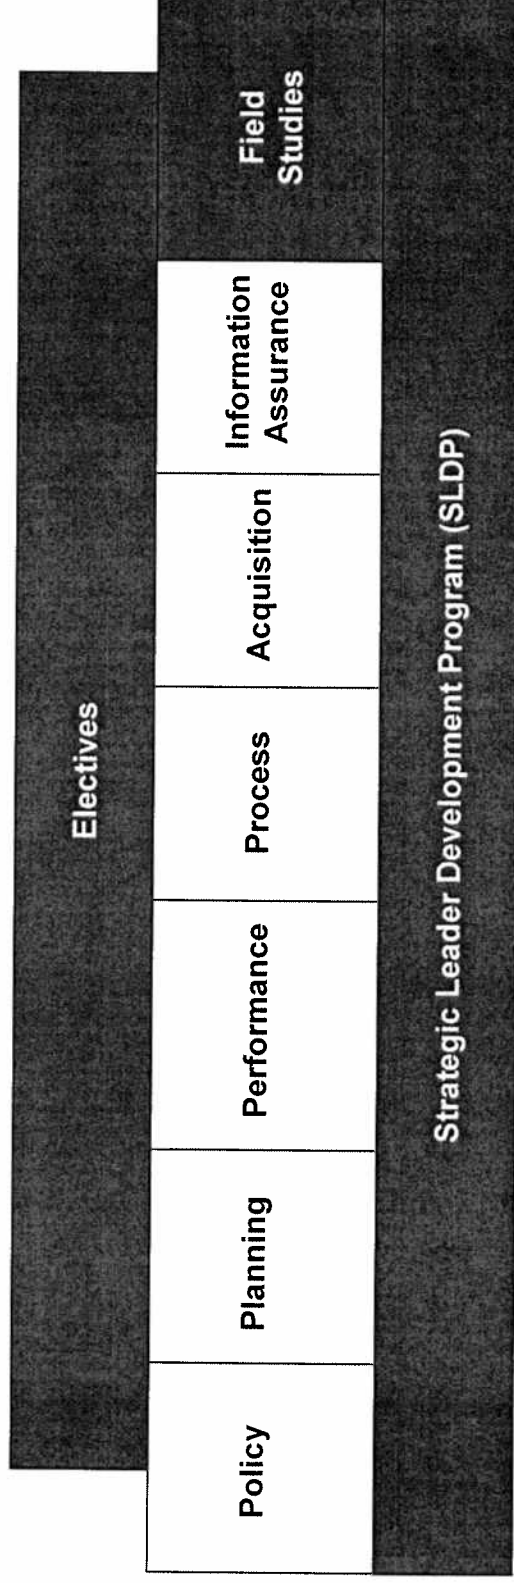 Electives
Policy
Planning
Performance
Process
Acquisition
Information
Assurance
Field
Studies
Strategic Leader Development Program (SLDP)